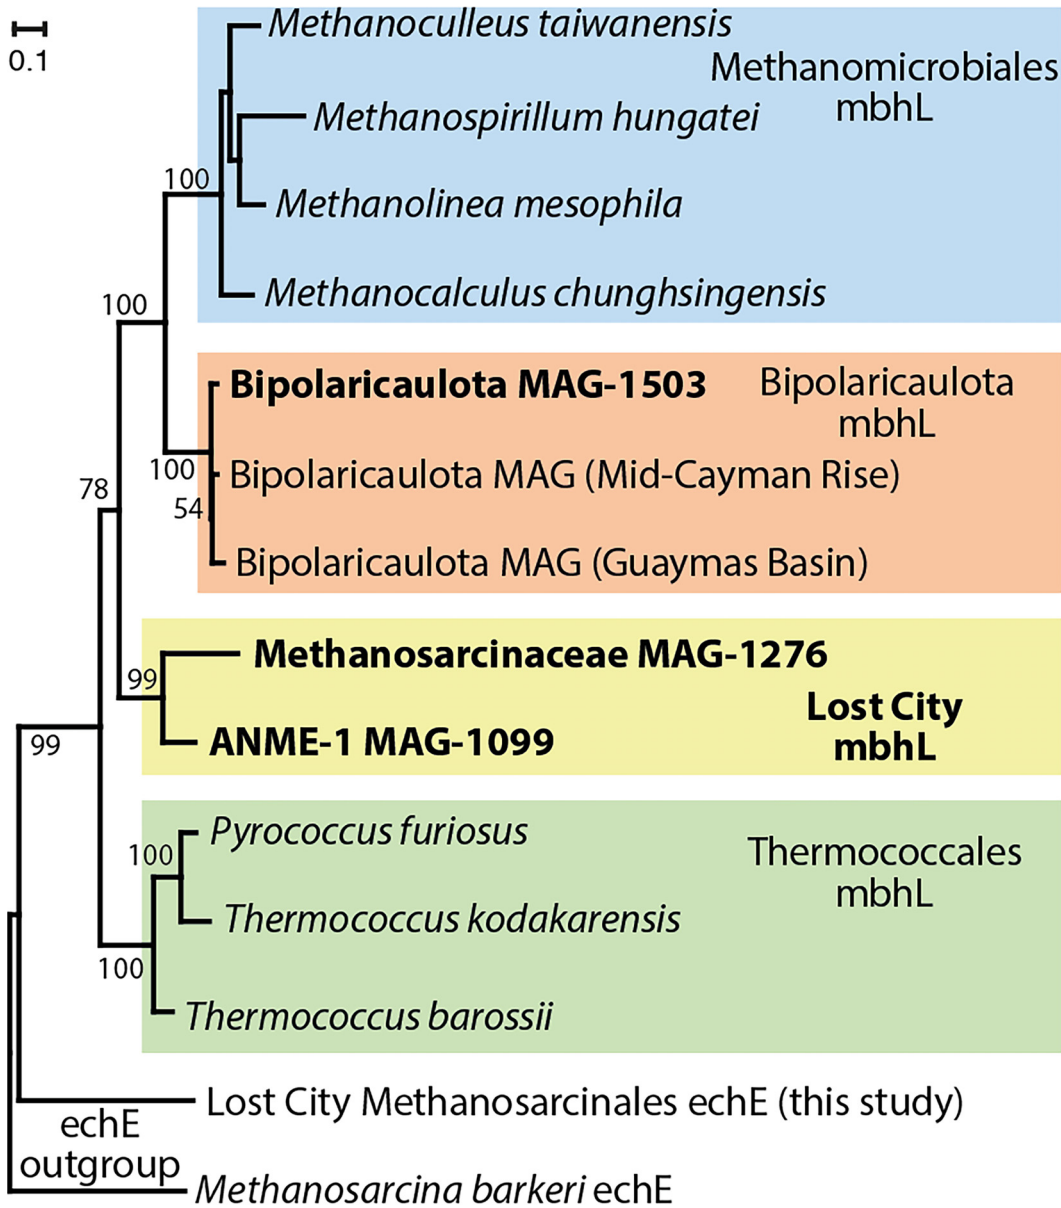 0.1
Methanoculleus taiwanensis
Methanomicrobiales
mbhL
Methanospirillum hungatei
100
Methanolinea mesophila
Methanocalculus chunghsingensis
100
Bipolaricaulota MAG-1503
Bipolaricaulota
mbhL
100
Bipolaricaulota MAG (Mid-Cayman Rise)
78
54
Bipolaricaulota MAG (Guaymas Basin)
Methanosarcinaceae MAG-1276
99
Lost City
mbhL
ANME-1 MAG-1099
99
Pyrococcus furiosus
100
Thermococcales
mbhL
Thermococcus kodakarensis
100
Thermococcus barossii
Lost City Methanosarcinales echE (this study)
echE
outgroup
Methanosarcina barkeri echE